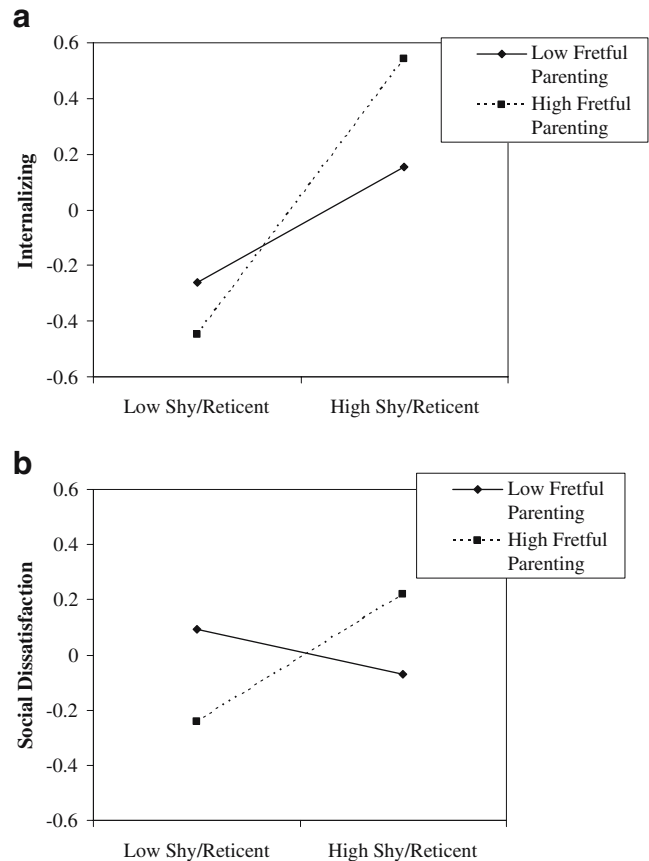 a
0.6
0.4
0.2
0
-0.2
-0.4
-0.6
Internalizing
Low Shy/Reticent
High Shy/Reticent
Low Fretful
Parenting
High Fretful
Parenting
b
0.6
0.4
0.2
0
-0.2
-0.4
-0.6
Social Dissatisfaction
Low Shy/Reticent
High Shy/Reticent
Low Fretful
Parenting
High Fretful
Parenting